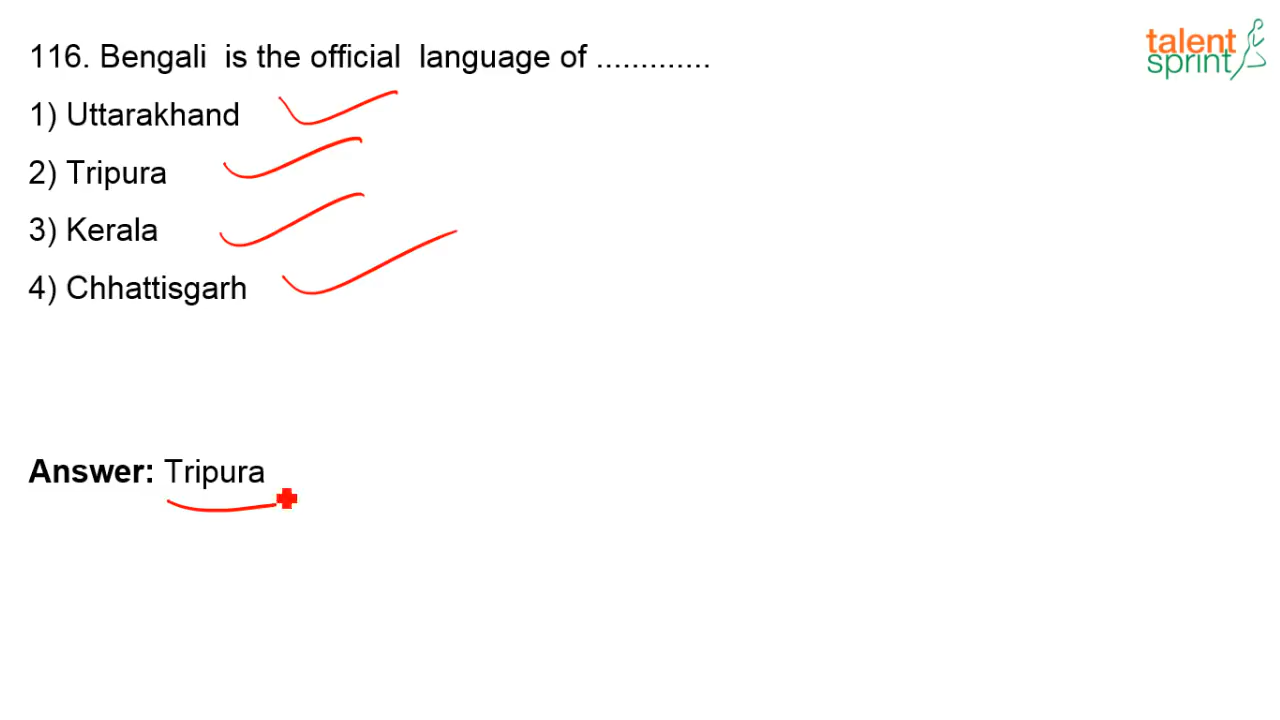 116. Bengali is the official language of .............
talent
sprint
1) Uttarakhand
2) Tripura
3) Kerala
4) Chhattisgarh
Answer: Tripura